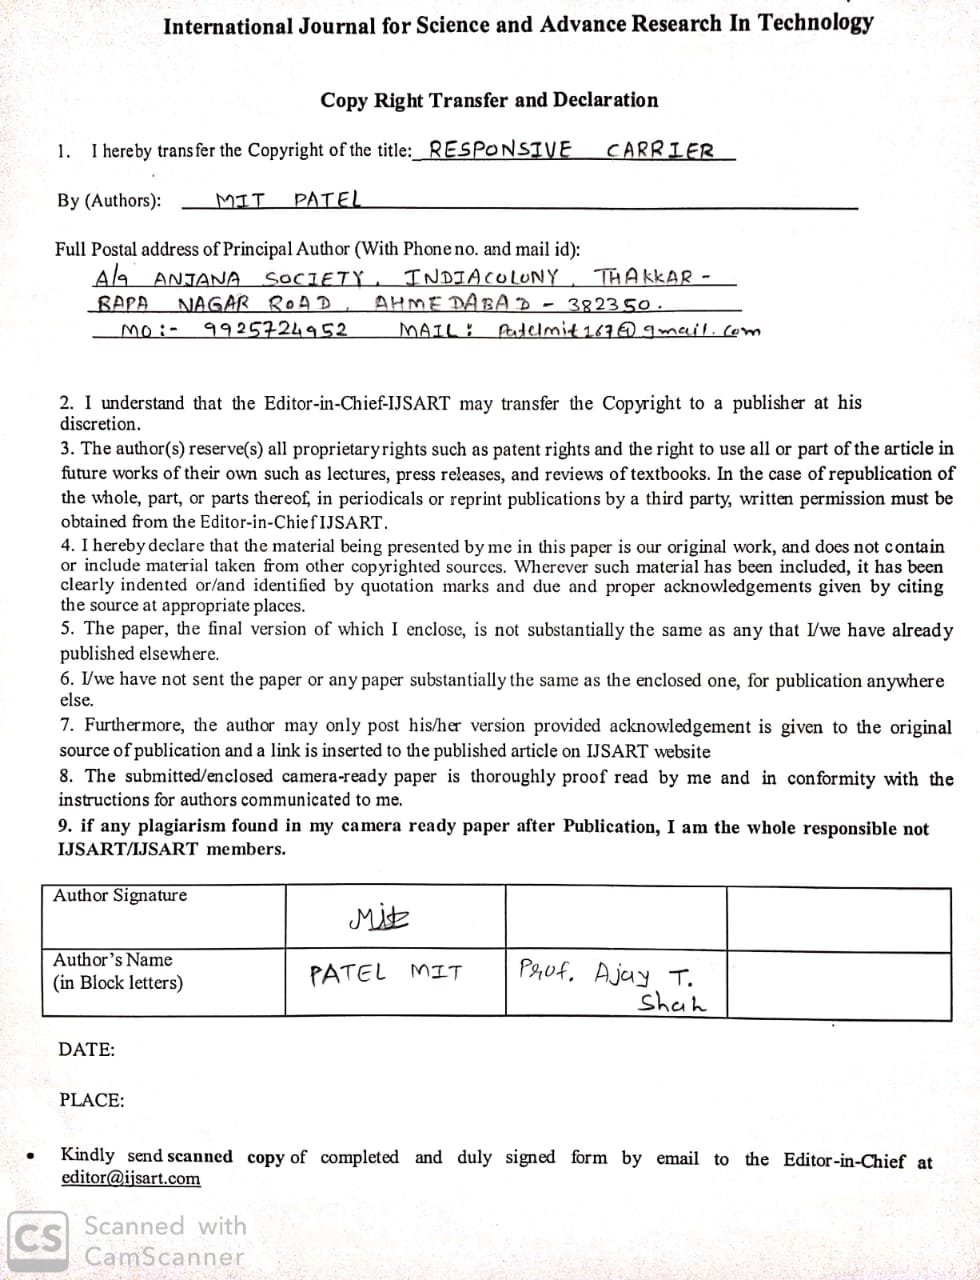 International Journal for Science and Advance Research In Technology
Copy Right Transfer and Declaration
1. I hereby transfer the Copyright of the title: RESPONSIVE CARRIER
By (Authors): MIT PATEL
Full Postal address of Principal Author (With Phone no. and mail id):
A/9 ANJANA SOCIETY, INDIACOLONY, THAKKAR -
BAPA NAGAR ROAD, AHMEDABAD - 382350.
MO :- 9925724952 MAIL : Patelmit167@gmail.com
2. I understand that the Editor-in-Chief-IJSART may transfer the Copyright to a publisher at his
discretion.
3. The author(s) reserve(s) all proprietary rights such as patent rights and the right to use all or part of the article in
future works of their own such as lectures, press releases, and reviews of textbooks. In the case of republication of
the whole, part, or parts thereof, in periodicals or reprint publications by a third party, written permission must be
obtained from the Editor-in-Chief IJSART.
4. I hereby declare that the material being presented by me in this paper is our original work, and does not contain
or include material taken from other copyrighted sources. Wherever such material has been included, it has been
clearly indented or/and identified by quotation marks and due and proper acknowledgements given by citing
the source at appropriate places.
5. The paper, the final version of which I enclose, is not substantially the same as any that I/we have already
published elsewhere.
6. I/we have not sent the paper or any paper substantially the same as the enclosed one, for publication anywhere
else.
7. Furthermore, the author may only post his/her version provided acknowledgement is given to the original
source of publication and a link is inserted to the published article on IJSART website
8. The submitted/enclosed camera-ready paper is thoroughly proof read by me and in conformity with the
instructions for authors communicated to me.
9. if any plagiarism found in my camera ready paper after Publication, I am the whole responsible not
IJSART/IJSART members.
Author Signature
Mit
Author's Name
(in Block letters)
PATEL MIT
Prof. Ajay T.
Shah
DATE:
PLACE:
• Kindly send scanned copy of completed and duly signed form by email to the Editor-in-Chief at
editor@ijsart.com
CS Scanned with
CamScanner